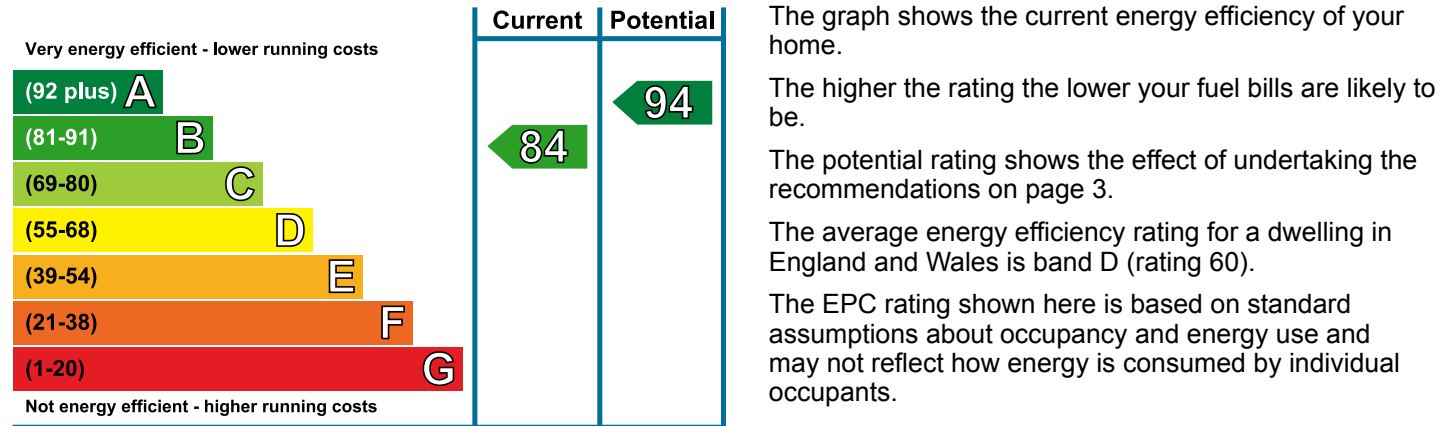 Current Potential
Very energy efficient - lower running costs
(92 plus) A
(81-91) B
(69-80) C
(55-68) D
(39-54) E
(21-38) F
(1-20) G
Not energy efficient - higher running costs
84
94
The graph shows the current energy efficiency of your
home.
The higher the rating the lower your fuel bills are likely to
be.
The potential rating shows the effect of undertaking the
recommendations on page 3.
The average energy efficiency rating for a dwelling in
England and Wales is band D (rating 60).
The EPC rating shown here is based on standard
assumptions about occupancy and energy use and
may not reflect how energy is consumed by individual
occupants.